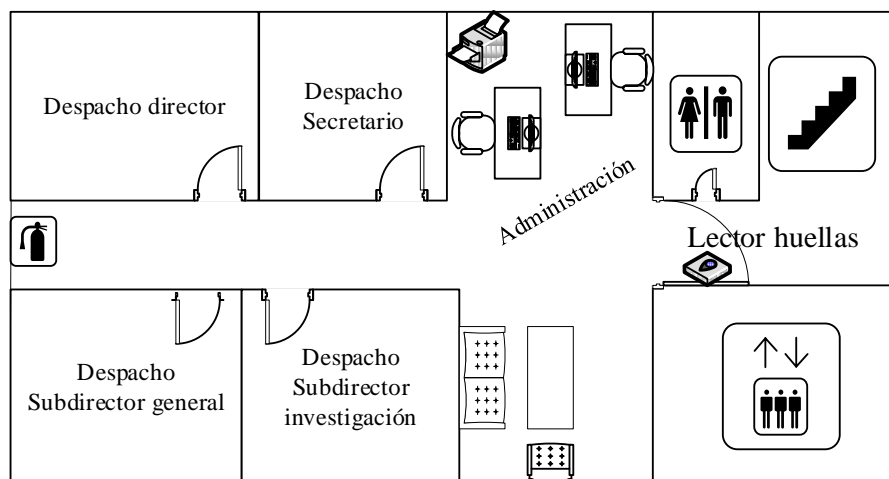 Despacho director
Despacho
Secretario
Administración
Lector huellas
Despacho
Subdirector general
Despacho
Subdirector
investigación